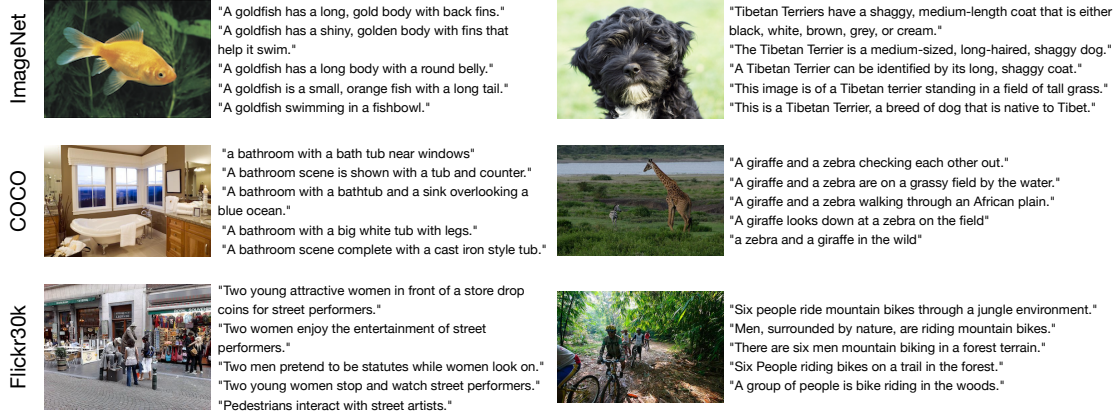 ImageNet
"A goldfish has a long, gold body with back fins."
"A goldfish has a shiny, golden body with fins that
help it swim."
"A goldfish has a long body with a round belly."
"A goldfish is a small, orange fish with a long tail."
"A goldfish swimming in a fishbowl."
"Tibetan Terriers have a shaggy, medium-length coat that is either
black, white, brown, grey, or cream."
"The Tibetan Terrier is a medium-sized, long-haired, shaggy dog."
"A Tibetan Terrier can be identified by its long, shaggy coat."
"This image is of a Tibetan terrier standing in a field of tall grass."
"This is a Tibetan Terrier, a breed of dog that is native to Tibet."
COCO
"a bathroom with a bath tub near windows"
"A bathroom scene is shown with a tub and counter."
"A bathroom with a bathtub and a sink overlooking a
blue ocean."
"A bathroom with a big white tub with legs."
"A bathroom scene complete with a cast iron style tub."
"A giraffe and a zebra checking each other out."
"A giraffe and a zebra are on a grassy field by the water."
"A giraffe and a zebra walking through an African plain."
"A giraffe looks down at a zebra on the field"
"a zebra and a giraffe in the wild"
Flickr30k
"Two young attractive women in front of a store drop
coins for street performers."
"Two women enjoy the entertainment of street
performers."
"Two men pretend to be statutes while women look on."
"Two young women stop and watch street performers."
"Pedestrians interact with street artists."
"Six people ride mountain bikes through a jungle environment."
"Men, surrounded by nature, are riding mountain bikes."
"There are six men mountain biking in a forest terrain."
"Six People riding bikes on a trail in the forest."
"A group of people is bike riding in the woods."